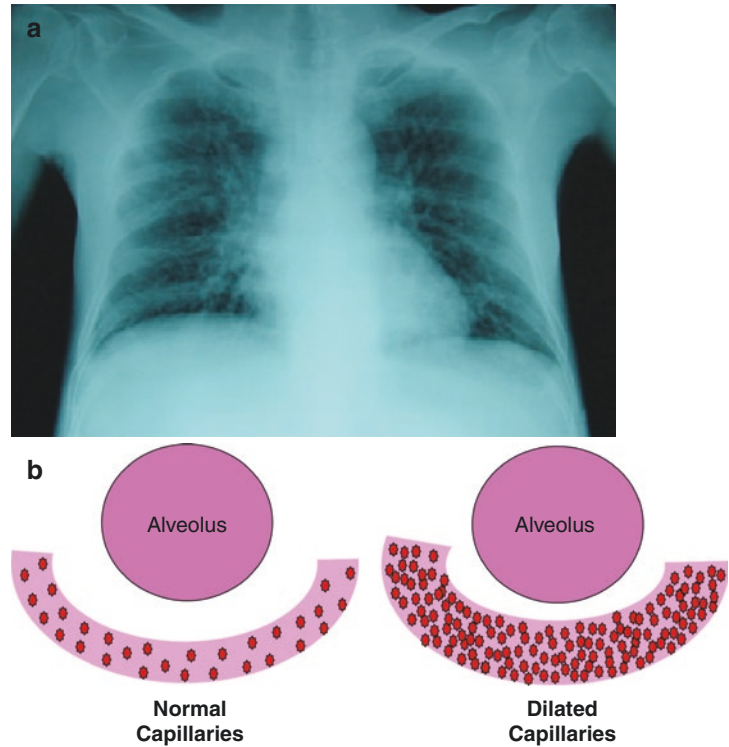 a
b
Alveolus
Alveolus
Normal
Capillaries
Dilated
Capillaries